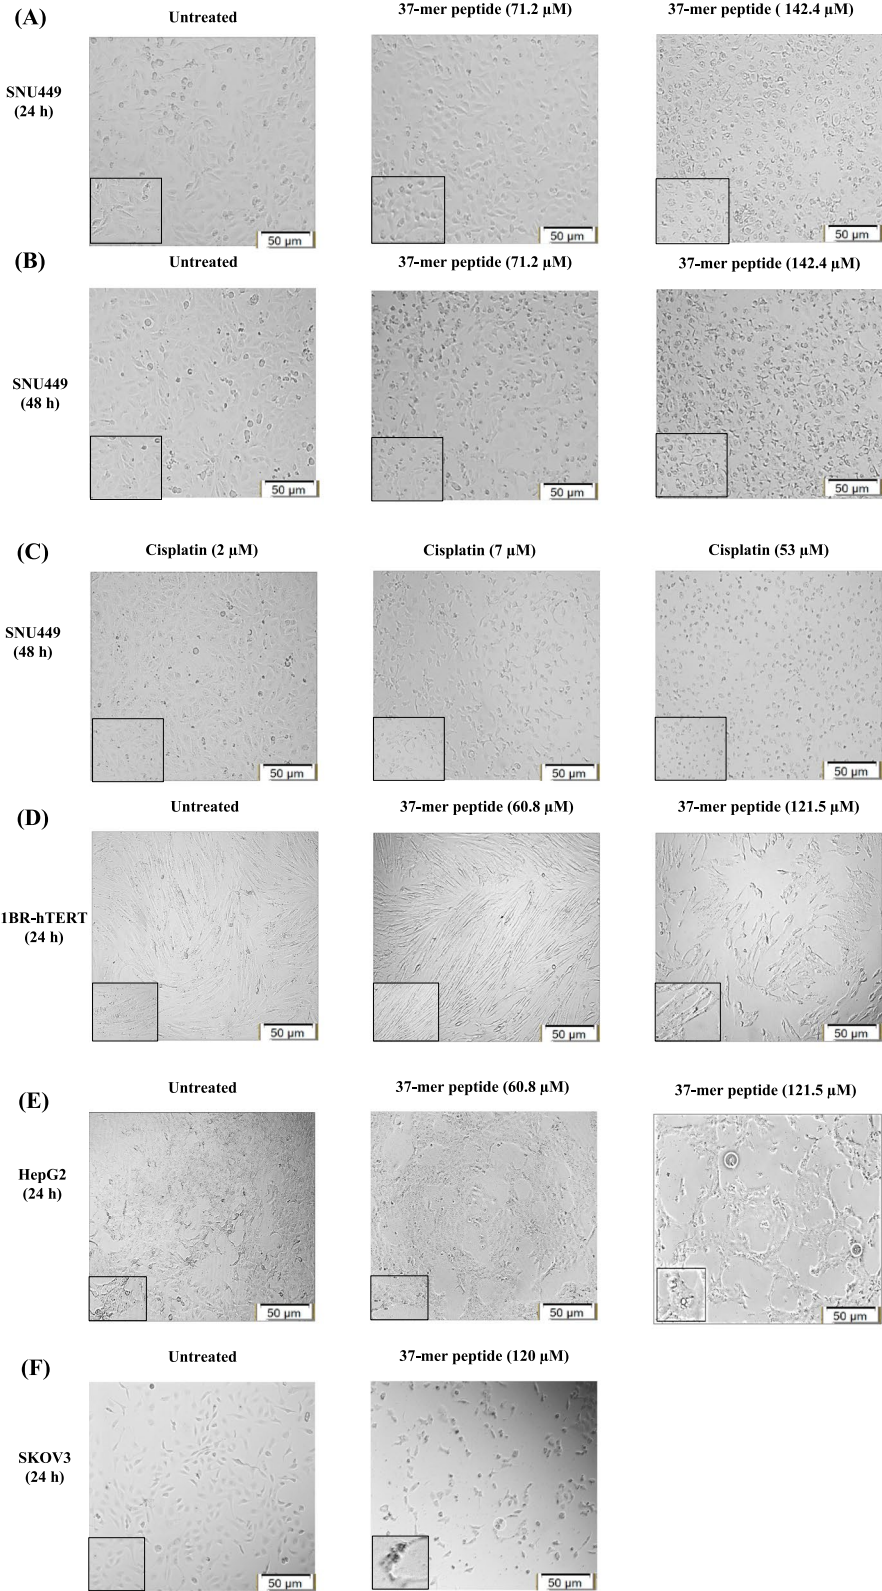 (A)
Untreated
37-mer peptide (71.2 µM)
37-mer peptide ( 142.4 µM)
SNU449
(24 h)
50 µm
50 µm
50 µm
(B)
Untreated
37-mer peptide (71.2 µM)
37-mer peptide (142.4 µM)
SNU449
(48 h)
50 µm
50 µm
50 µm
(C)
Cisplatin (2 µM)
Cisplatin (7 µM)
Cisplatin (53 µM)
SNU449
(48 h)
50 µm
50 µm
50 µm
(D)
Untreated
37-mer peptide (60.8 µM)
37-mer peptide (121.5 µM)
1BR-hTERT
(24 h)
50 µm
50 µm
50 µm
(E)
Untreated
37-mer peptide (60.8 µM)
37-mer peptide (121.5 µM)
HepG2
(24 h)
50 µm
50 µm
50 µm
(F)
Untreated
37-mer peptide (120 µM)
SKOV3
(24 h)
50 µm
50 µm